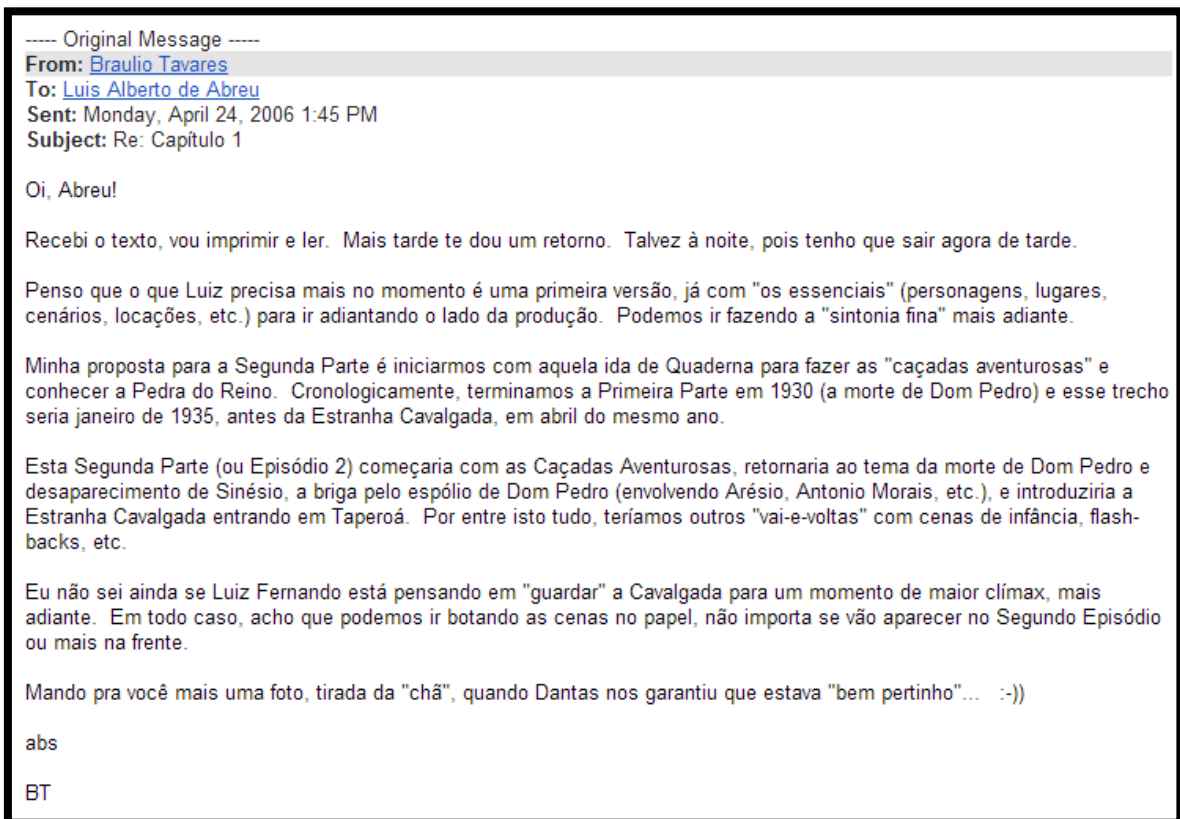 ----- Original Message -----
From: Braulio Tavares
To: Luis Alberto de Abreu
Sent: Monday, April 24, 2006 1:45 PM
Subject: Re: Capítulo 1
Oi, Abreu!
Recebi o texto, vou imprimir e ler.  Mais tarde te dou um retorno.  Talvez à noite, pois tenho que sair agora de tarde.
Penso que o que Luiz precisa mais no momento é uma primeira versão, já com "os essenciais" (personagens, lugares,
cenários, locações, etc.) para ir adiantando o lado da produção.  Podemos ir fazendo a "sintonia fina" mais adiante.
Minha proposta para a Segunda Parte é iniciarmos com aquela ida de Quaderna para fazer as "caçadas aventurosas" e
conhecer a Pedra do Reino.  Cronologicamente, terminamos a Primeira Parte em 1930 (a morte de Dom Pedro) e esse trecho
seria janeiro de 1935, antes da Estranha Cavalgada, em abril do mesmo ano.
Esta Segunda Parte (ou Episódio 2) começaria com as Caçadas Aventurosas, retornaria ao tema da morte de Dom Pedro e
desaparecimento de Sinésio, a briga pelo espólio de Dom Pedro (envolvendo Arésio, Antonio Morais, etc.), e introduziria a
Estranha Cavalgada entrando em Taperoá.  Por entre isto tudo, teríamos outros "vai-e-voltas" com cenas de infância, flash-
backs, etc.
Eu não sei ainda se Luiz Fernando está pensando em "guardar" a Cavalgada para um momento de maior clímax, mais
adiante.  Em todo caso, acho que podemos ir botando as cenas no papel, não importa se vão aparecer no Segundo Episódio
ou mais na frente.
Mando pra você mais uma foto, tirada da "chã", quando Dantas nos garantiu que estava "bem pertinho"...   :-))
abs
BT